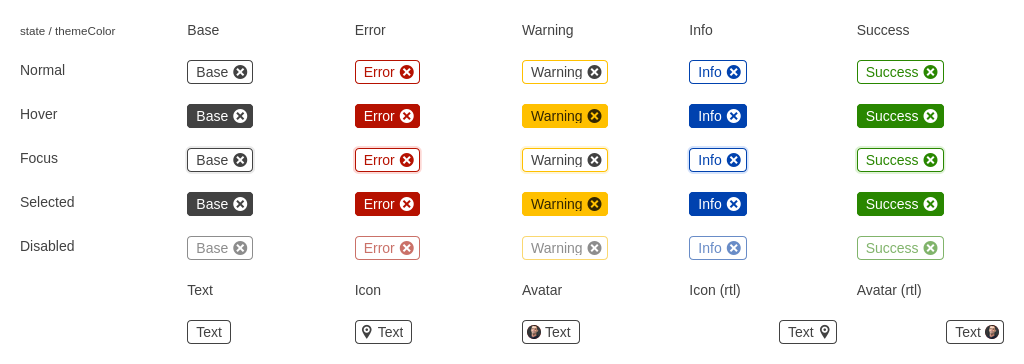 state / themeColor Base Error Warning Info Success
Normal Base Error Warning Info Success
Hover Base Error Warning Info Success
Focus Base Error Warning Info Success
Selected Base Error Warning Info Success
Disabled Base Error Warning Info Success
Text Icon Avatar Icon (rtl) Avatar (rtl)
Text Text Text Text Text